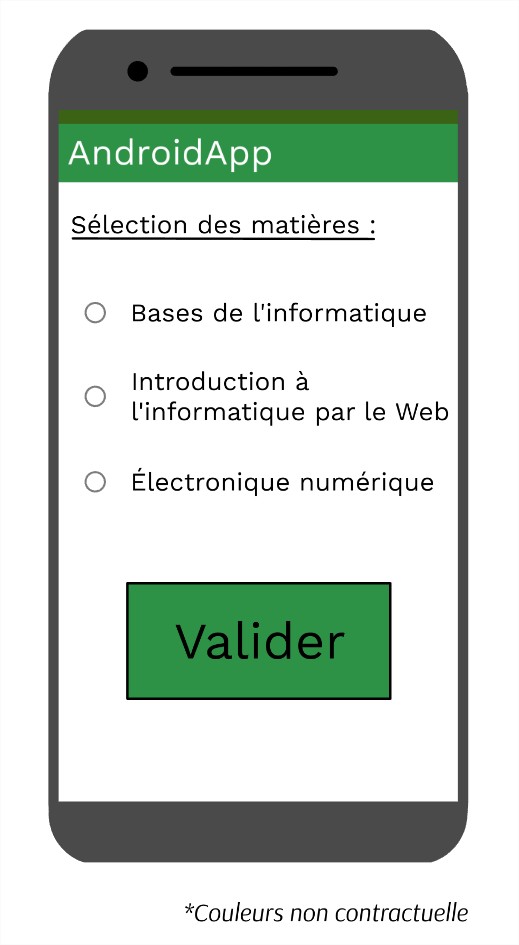 AndroidApp
Sélection des matières :
Bases de l'informatique
Introduction à
l'informatique par le Web
Électronique numérique
Valider
*Couleurs non contractuelle